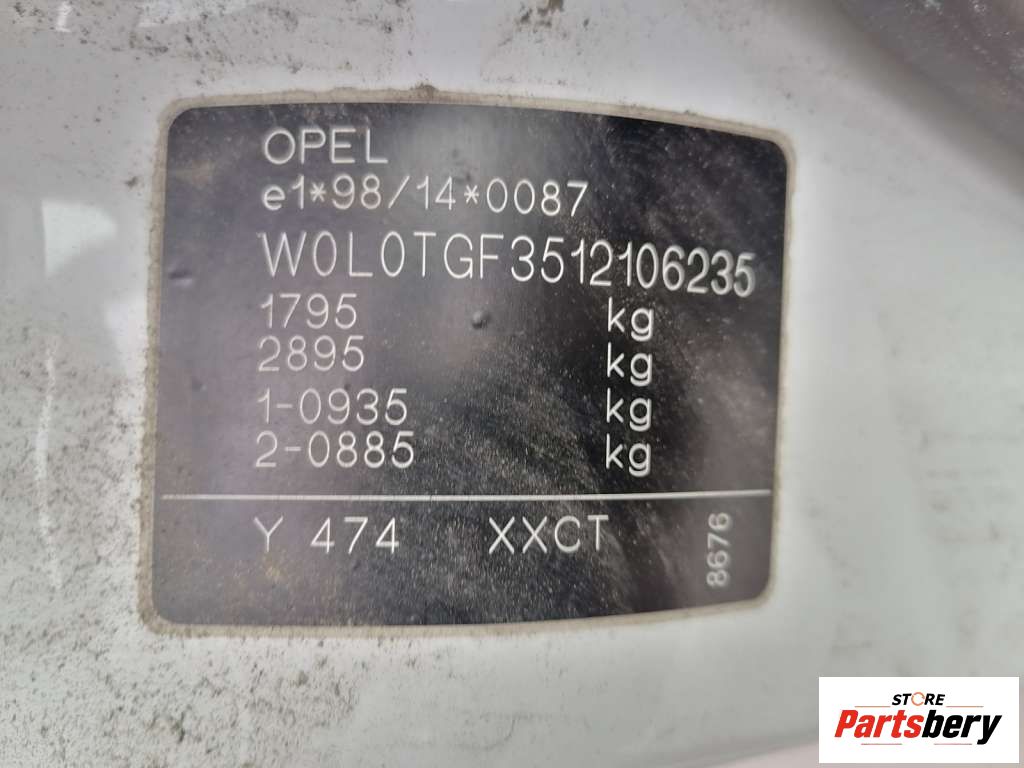 OPEL
e1*98/14*0087
W0L0TGF3512106235
1795 kg
2895 kg
1-0935 kg
2-0885 kg
Y 474 XXCT
8676
STORE
Partsbery